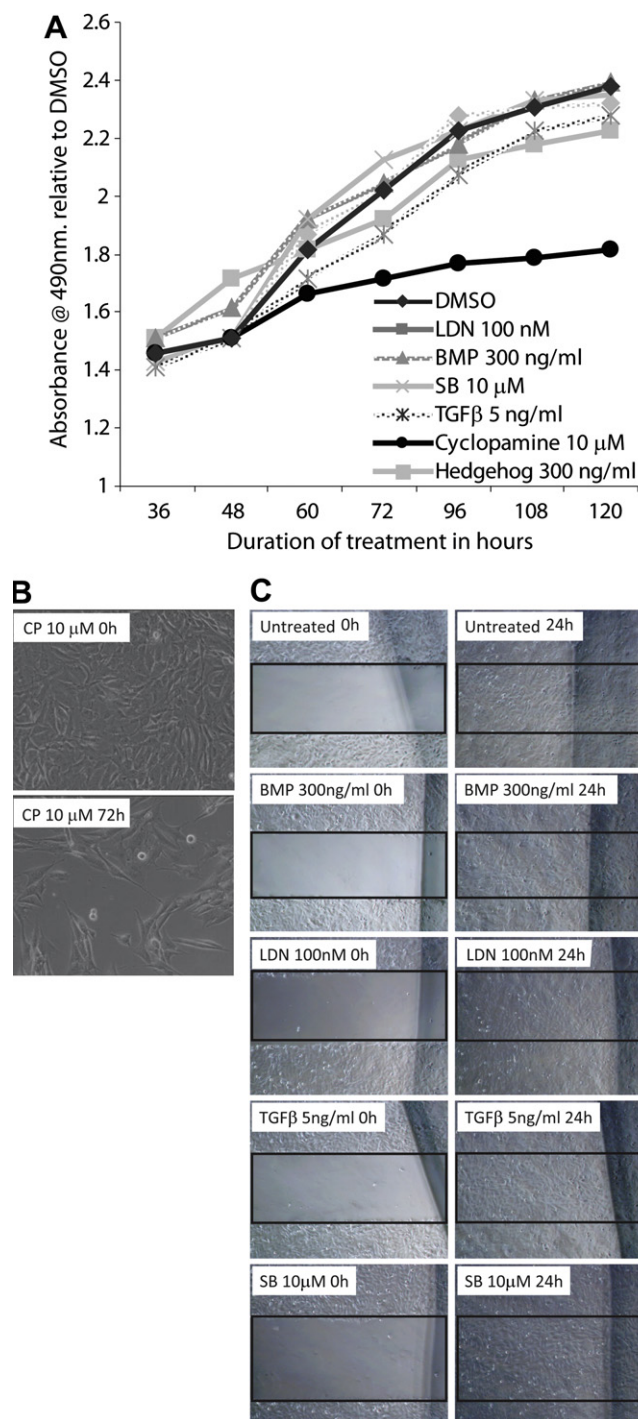 A
Absorbance @ 490nm. relative to DMSO
2.6
2.4
2.2
2
1.8
1.6
1.4
1.2
1
36 48 60 72 96 108 120
Duration of treatment in hours
DMSO
LDN 100 nM
BMP 300 ng/ml
SB 10 μM
TGFβ 5 ng/ml
Cyclopamine 10 μM
Hedgehog 300 ng/ml
B
CP 10 μM 0h
CP 10 μM 72h
C
Untreated 0h
Untreated 24h
BMP 300ng/ml 0h
BMP 300ng/ml 24h
LDN 100nM 0h
LDN 100nM 24h
TGFβ 5ng/ml 0h
TGFβ 5ng/ml 24h
SB 10μM 0h
SB 10μM 24h